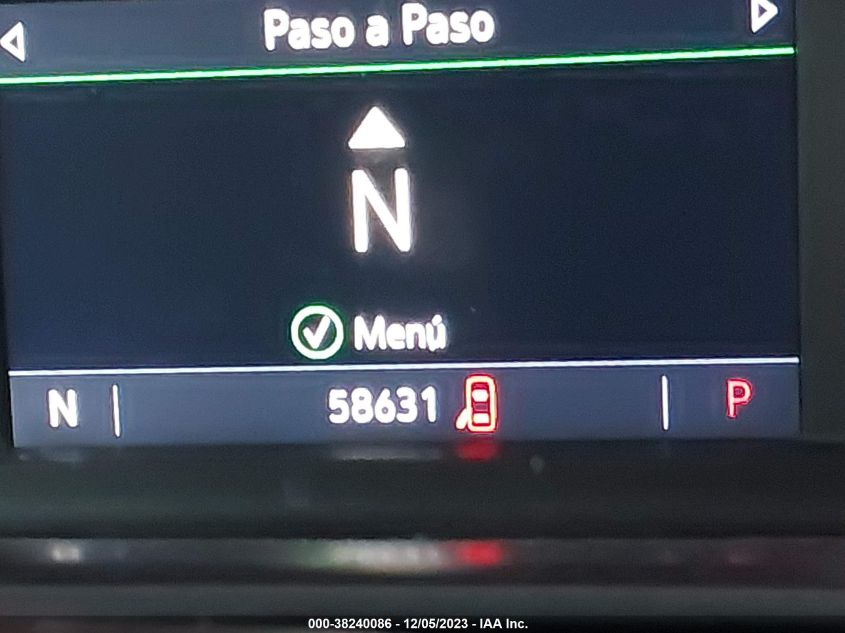 Paso a Paso
N
Menú
N 58631 P
000-38240086 - 12/05/2023 - IAA Inc.